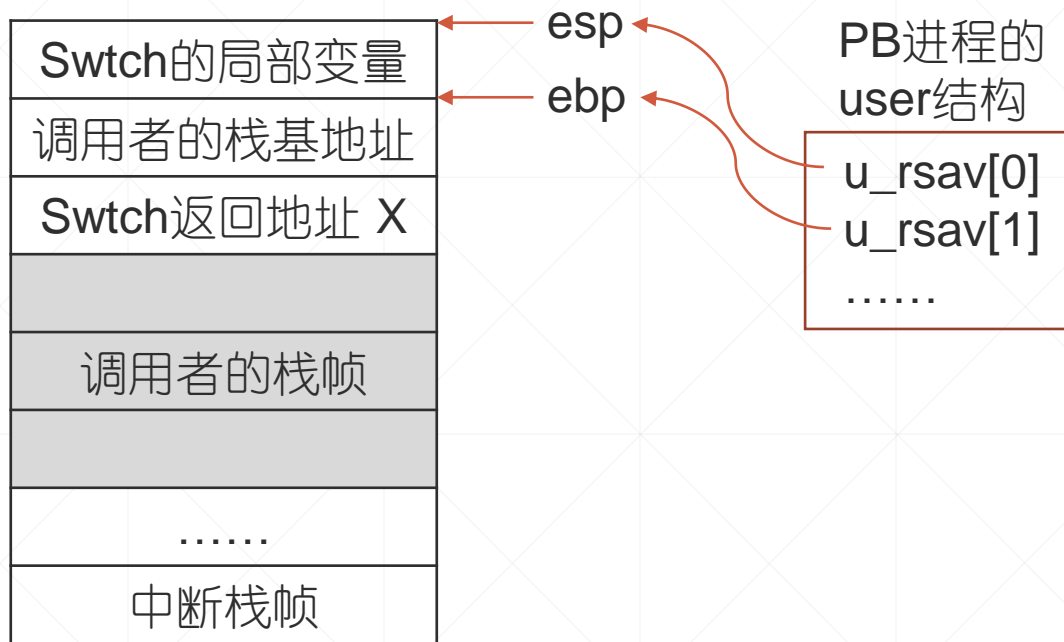 Swtch的局部变量
调用者的栈基地址
Swtch返回地址 X
调用者的栈帧
……
中断栈帧
esp
ebp
PB进程的
user结构
u_rsav[0]
u_rsav[1]
……